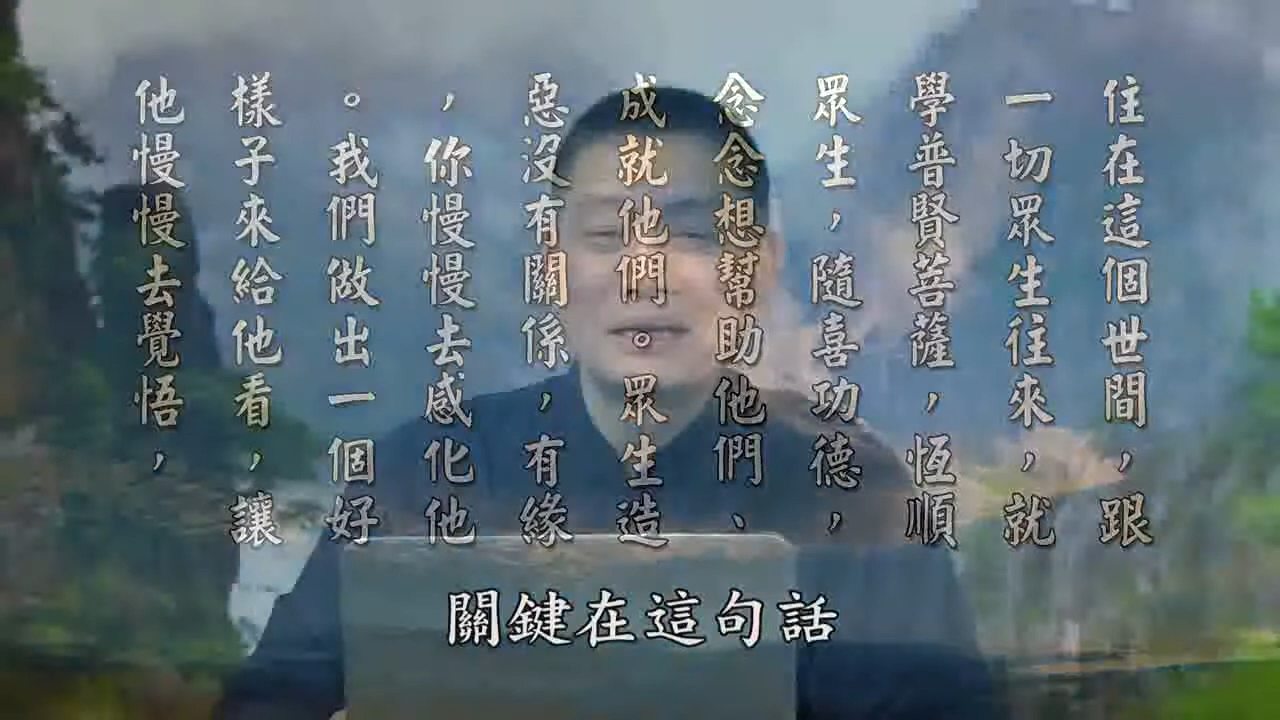 住在這個世間，跟
一切眾生往來，就
學普賢菩薩，恆順
眾生，隨喜功德，
念念想幫助他們、
成就他們。眾生造
惡沒有關係，有緣
，你慢慢去感化他
。我們做出一個好
樣子來給他看，讓
他慢慢去覺悟，
關鍵在這句話